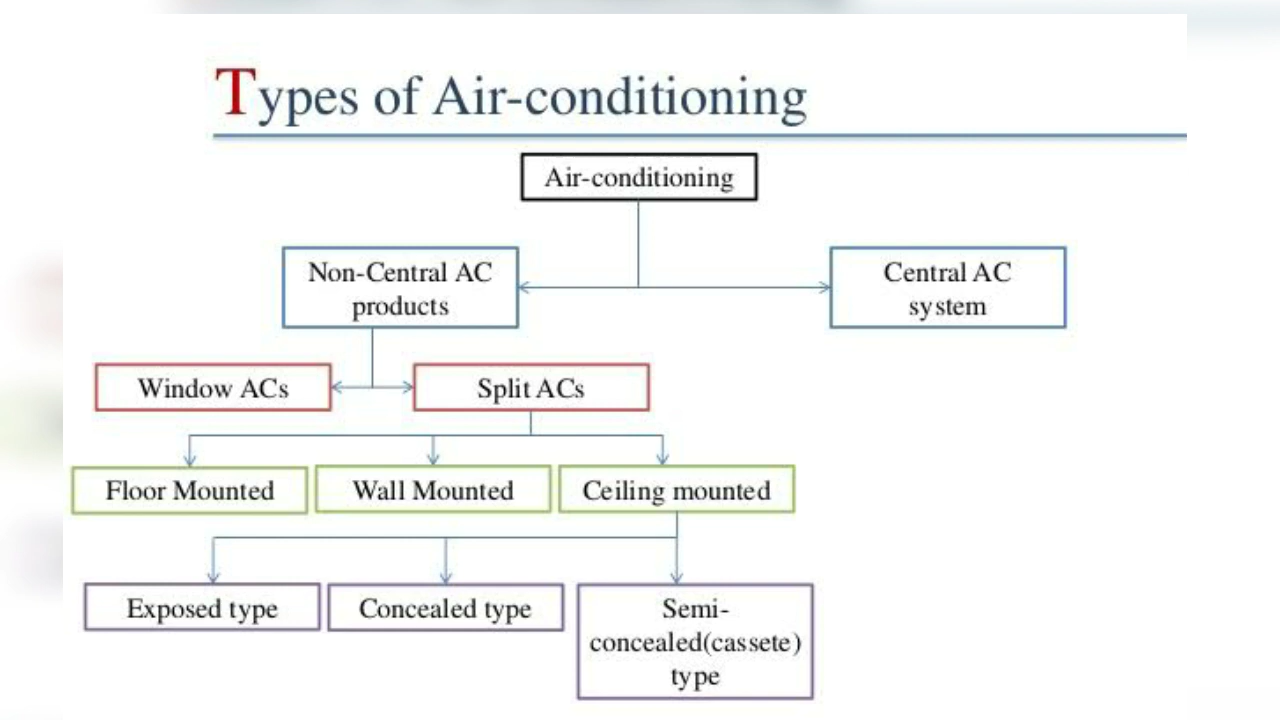 Types of Air-conditioning
Air-conditioning
Non-Central AC
products
Central AC
system
Window ACs
Split ACs
Floor Mounted
Wall Mounted
Ceiling mounted
Exposed type
Concealed type
Semi-
concealed(cassete)
type